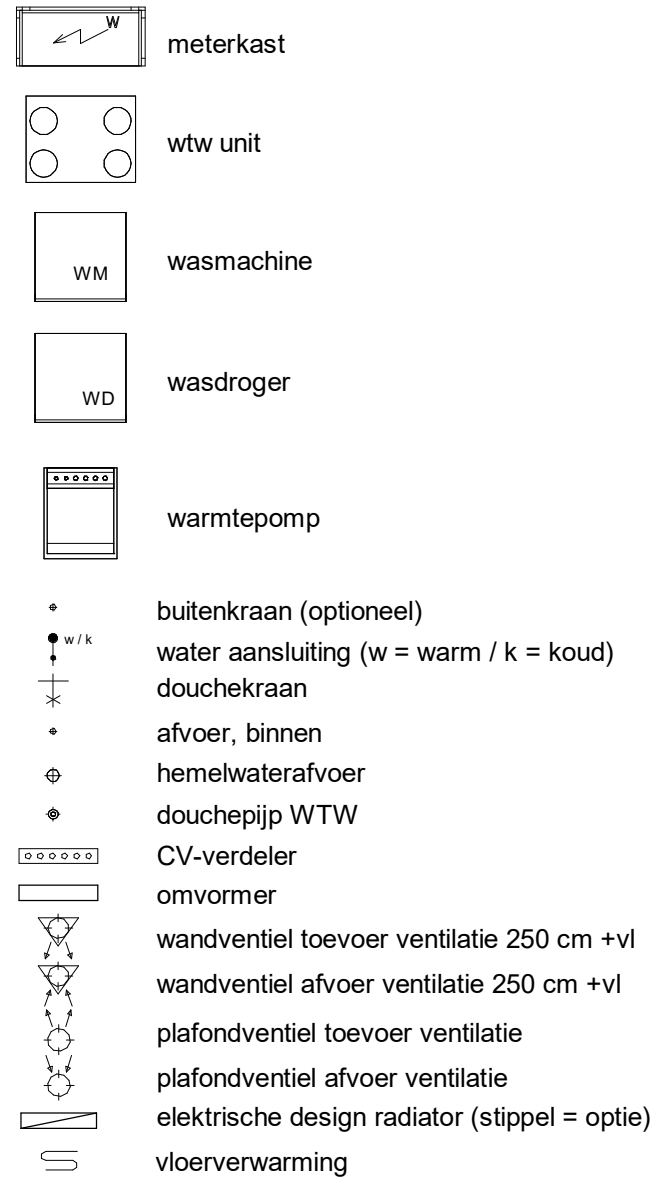 W
meterkast
wtw unit
WM
wasmachine
WD
wasdroger
warmtepomp
buitenkraan (optioneel)
w / k
water aansluiting (w = warm / k = koud)
douchekraan
afvoer, binnen
hemelwaterafvoer
douchepijp WTW
CV-verdeler
omvormer
wandventiel toevoer ventilatie 250 cm +vl
wandventiel afvoer ventilatie 250 cm +vl
plafondventiel toevoer ventilatie
plafondventiel afvoer ventilatie
elektrische design radiator (stippel = optie)
vloerverwarming